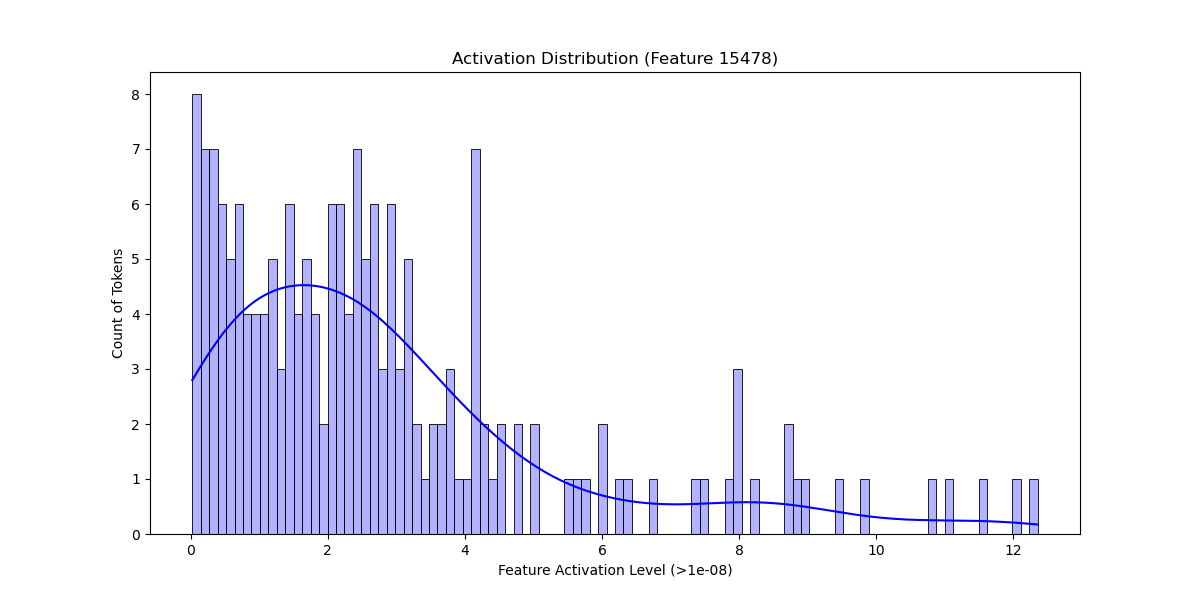 Activation Distribution (Feature 15478)
8
7
6
5
4
3
2
1
0
Count of Tokens
0 2 4 6 8 10 12
Feature Activation Level (>1e-08)